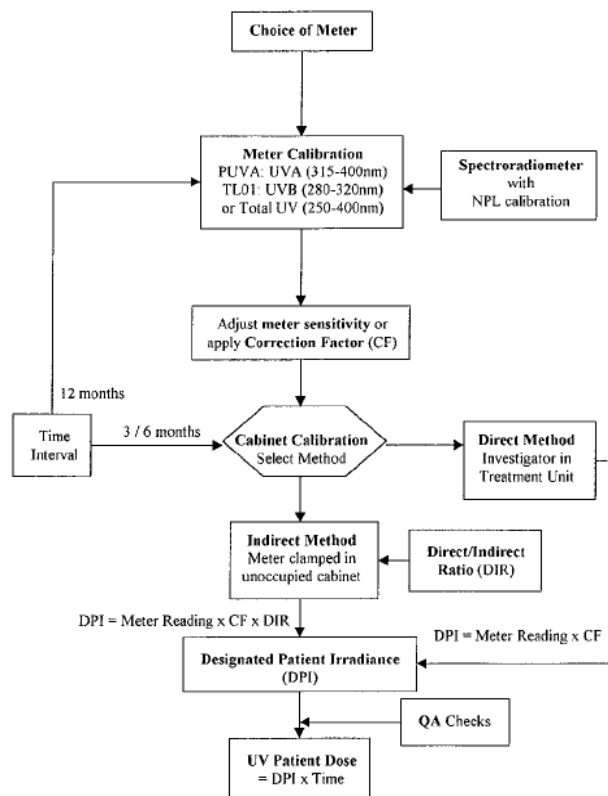 Choice of Meter
Meter Calibration
PUVA: UVA (315-400nm)
TL01: UVB (280-320nm)
or Total UV (250-400nm)
Spectroradiometer
with
NPL calibration
Adjust meter sensitivity or
apply Correction Factor (CF)
12 months
Time
Interval
3 / 6 months
Cabinet Calibration
Select Method
Direct Method
Investigator in
Treatment Unit
Indirect Method
Meter clamped in
unoccupied cabinet
Direct/Indirect
Ratio (DIR)
DPI = Meter Reading x CF x DIR
DPI = Meter Reading x CF
Designated Patient Irradiance
(DPI)
QA Checks
UV Patient Dose
= DPI x Time